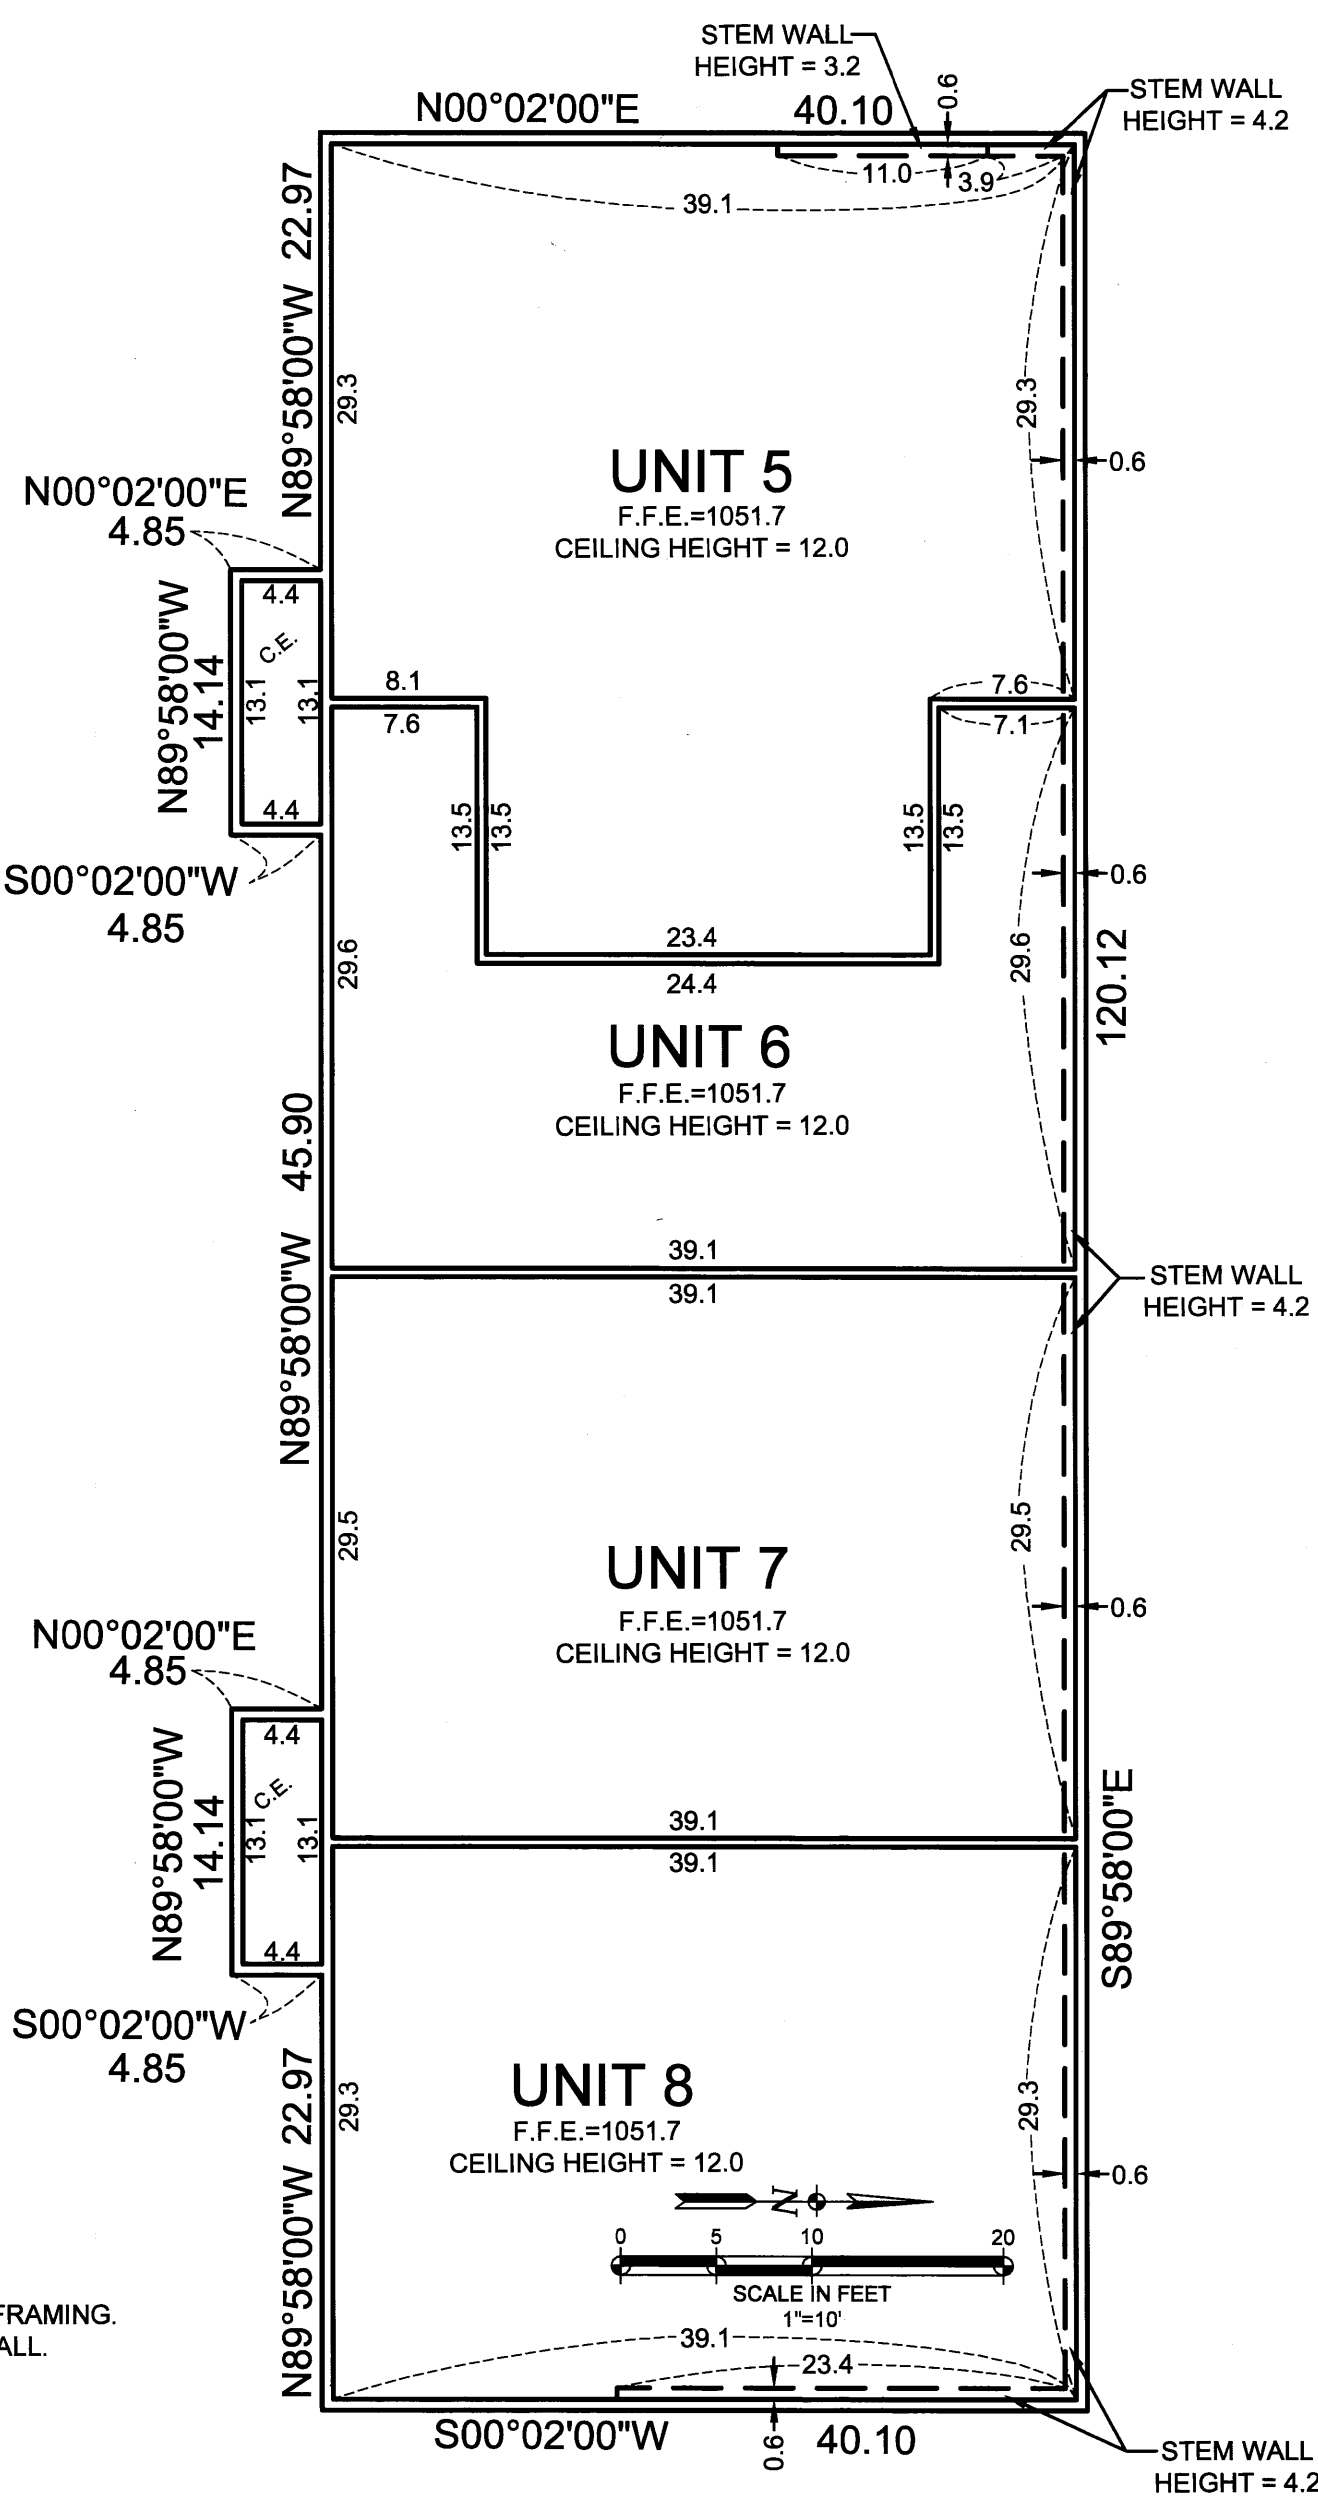 STEM WALL
HEIGHT = 3.2
0.6
STEM WALL
HEIGHT = 4.2
N00°02'00"E
40.10
11.0
3.9
39.1
N89°58'00"W 22.97
29.3
29.3
0.6
UNIT 5
F.F.E.=1051.7
CEILING HEIGHT = 12.0
N00°02'00"E
4.85
4.4
C.E.
N89°58'00"W
14.14
13.1
13.1
4.4
S00°02'00"W
4.85
8.1
7.6
7.6
7.1
13.5
13.5
13.5
13.5
0.6
23.4
24.4
29.6
29.6
120.12
UNIT 6
F.F.E.=1051.7
CEILING HEIGHT = 12.0
N89°58'00"W 45.90
39.1
39.1
STEM WALL
HEIGHT = 4.2
29.5
29.5
UNIT 7
F.F.E.=1051.7
CEILING HEIGHT = 12.0
0.6
N00°02'00"E
4.85
4.4
C.E.
N89°58'00"W
14.14
13.1
13.1
4.4
S00°02'00"W
4.85
39.1
39.1
S89°58'00"E
N89°58'00"W 22.97
29.3
29.3
UNIT 8
F.F.E.=1051.7
CEILING HEIGHT = 12.0
0.6
N
0 5 10 20
SCALE IN FEET
1"=10'
FRAMING.
ALL.
39.1
23.4
S00°02'00"W
0.6
40.10
STEM WALL
HEIGHT = 4.2